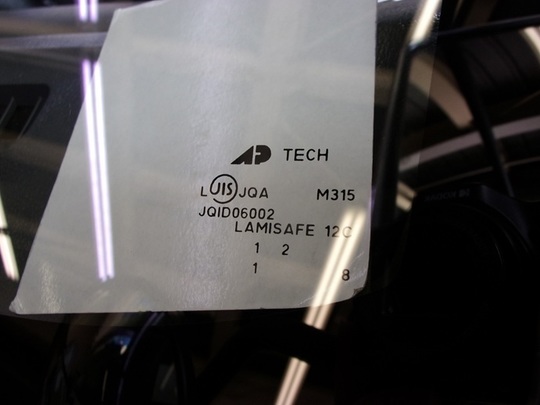 AP TECH
L JIS JQA M315
JQID06002
LAMISAFE 12C
1 2
1 8